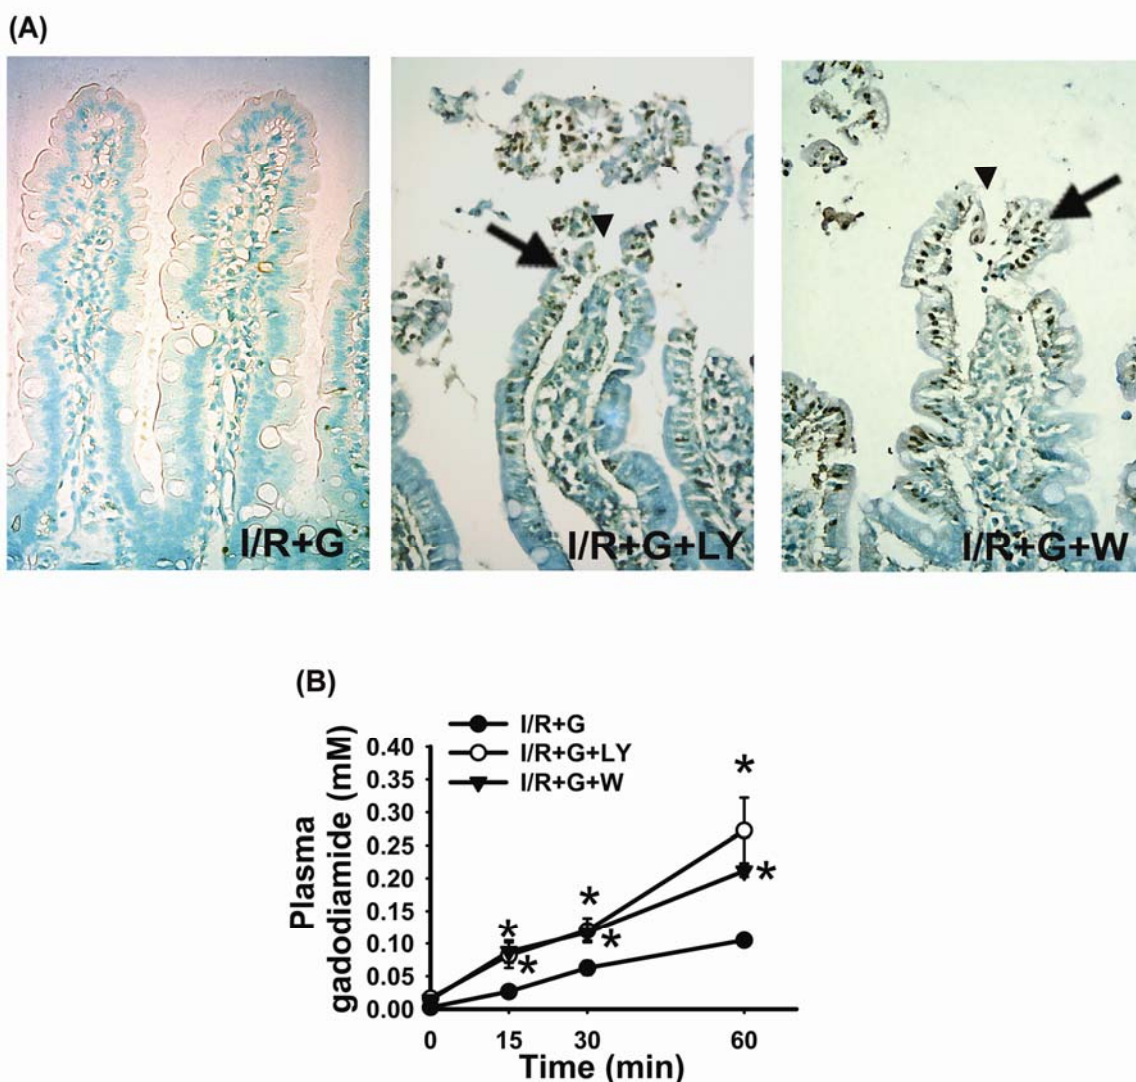 (A)
I/R+G
I/R+G+LY
I/R+G+W
(B)
I/R+G
I/R+G+LY
I/R+G+W
Plasma
gadodiamide (mM)
0.40
0.35
0.30
0.25
0.20
0.15
0.10
0.05
0.00
*
*
*
*
*
*
0 15 30 60
Time (min)